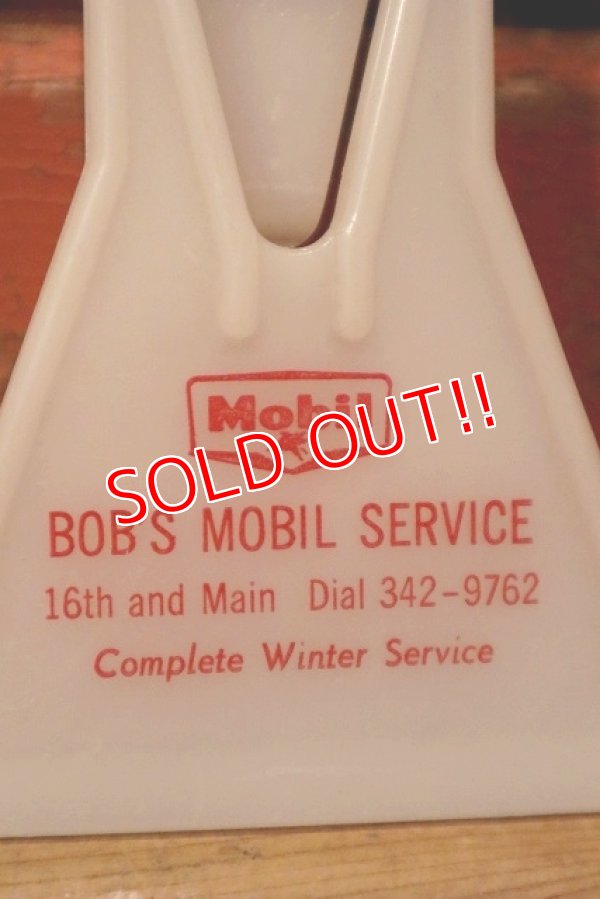 Mobil
SOLD OUT!!
BOB'S MOBIL SERVICE
16th and Main Dial 342-9762
Complete Winter Service